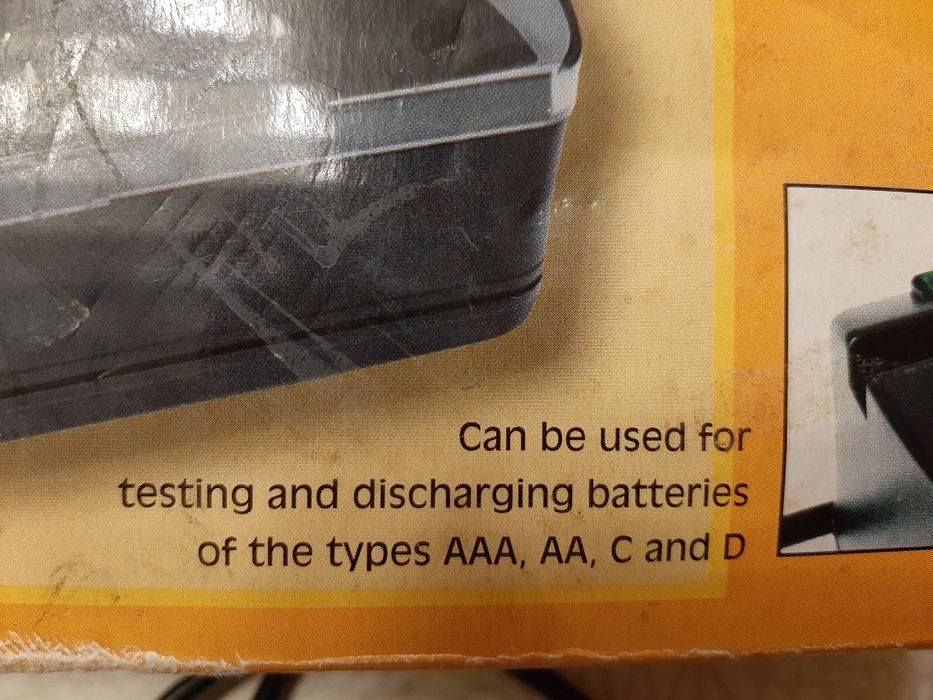 Can be used for
testing and discharging batteries
of the types AAA, AA, C and D